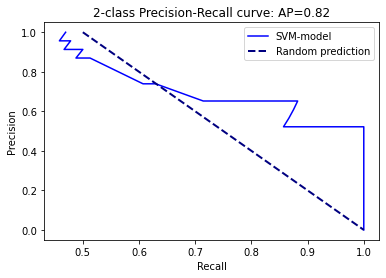 2-class Precision-Recall curve: AP=0.82
SVM-model
Random prediction
Precision
1.0
0.8
0.6
0.4
0.2
0.0
0.5
0.6
0.7
0.8
0.9
1.0
Recall